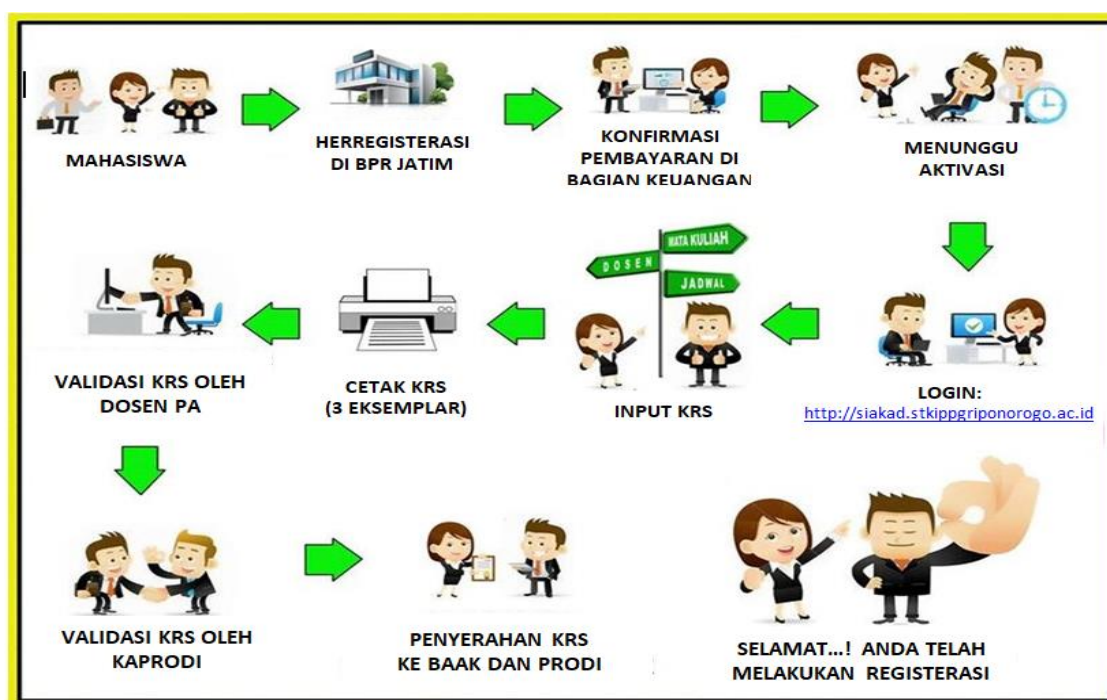 MAHASISWA
HERREGISTERASI
DI BPR JATIM
KONFIRMASI
PEMBAYARAN DI
BAGIAN KEUANGAN
MENUNGGU
AKTIVASI
LOGIN:
http://siakad.stkippgriponorogo.ac.id
MATA KULIAH
DOSEN
JADWAL
INPUT KRS
CETAK KRS
(3 EKSEMPLAR)
VALIDASI KRS OLEH
DOSEN PA
VALIDASI KRS OLEH
KAPRODI
PENYERAHAN KRS
KE BAAK DAN PRODI
SELAMAT...! ANDA TELAH
MELAKUKAN REGISTERASI